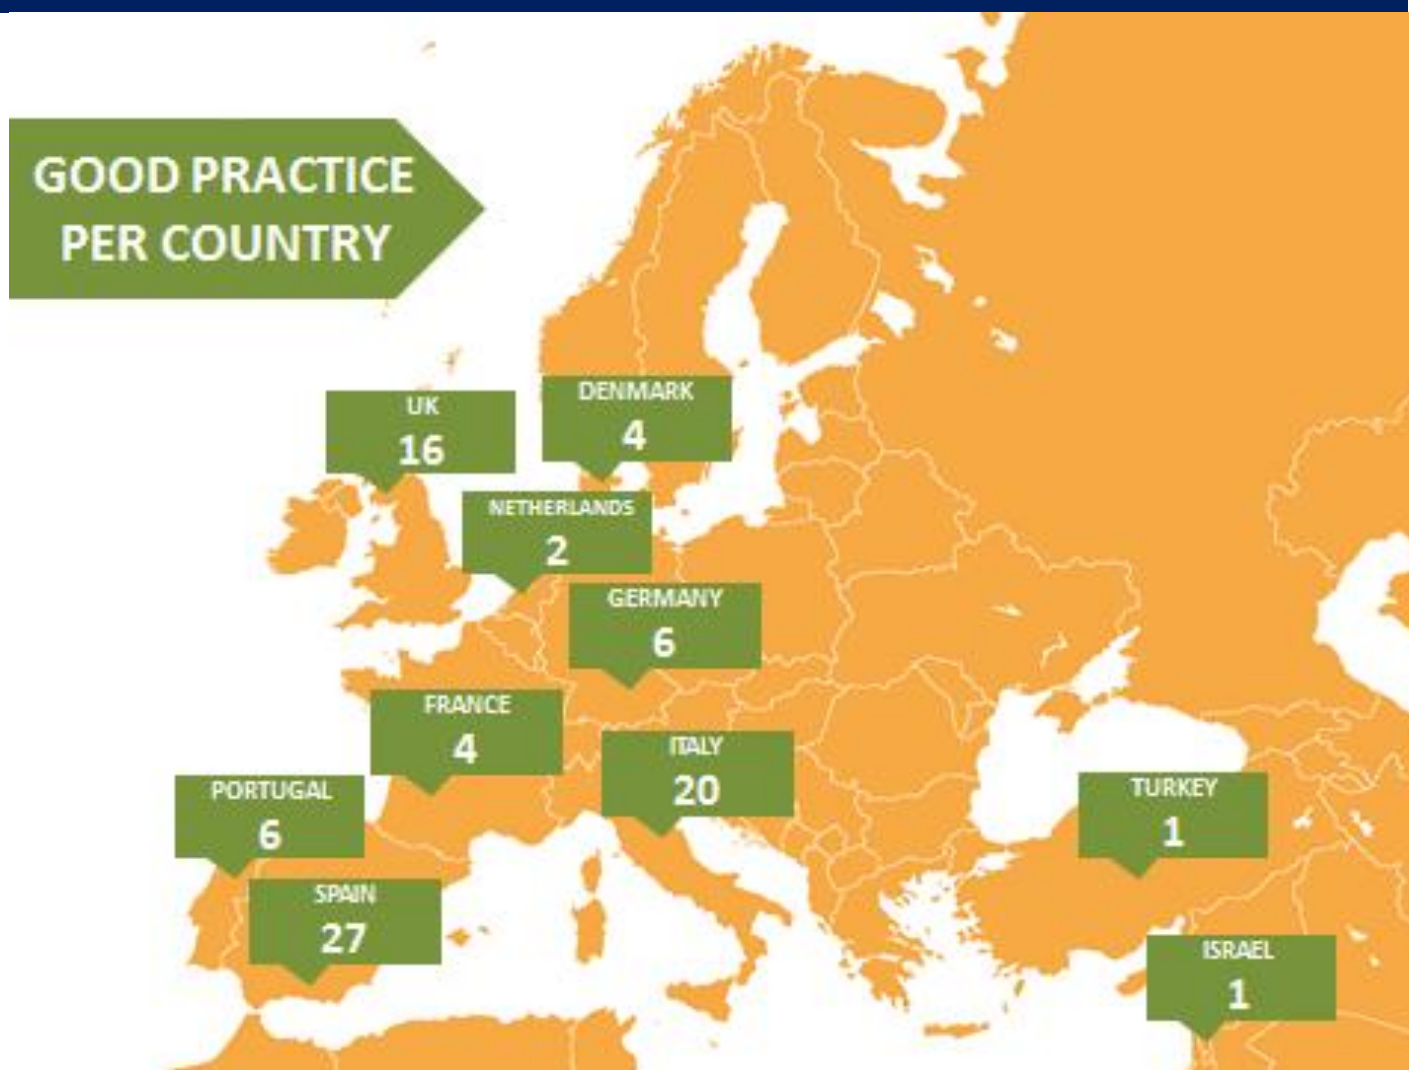 GOOD PRACTICE
PER COUNTRY
UK
16
DENMARK
4
NETHERLANDS
2
GERMANY
6
FRANCE
4
ITALY
20
PORTUGAL
6
TURKEY
1
SPAIN
27
ISRAEL
1